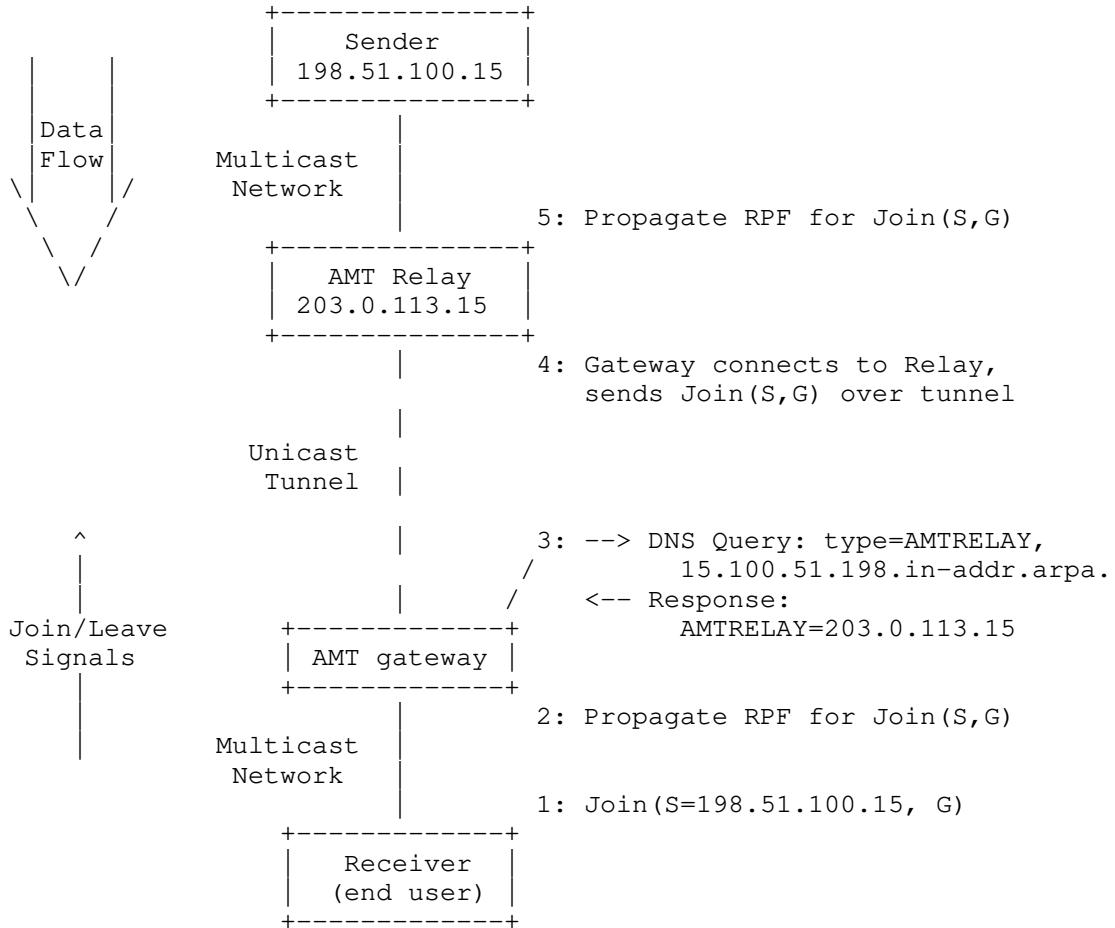 Sender
198.51.100.15
Data
Flow
Multicast
Network
5: Propagate RPF for Join(S,G)
AMT Relay
203.0.113.15
4: Gateway connects to Relay,
sends Join(S,G) over tunnel
Unicast
Tunnel
3: --> DNS Query: type=AMTRELAY,
15.100.51.198.in-addr.arpa.
<-- Response:
AMTRELAY=203.0.113.15
Join/Leave
Signals
AMT gateway
2: Propagate RPF for Join(S,G)
Multicast
Network
1: Join(S=198.51.100.15, G)
Receiver
(end user)